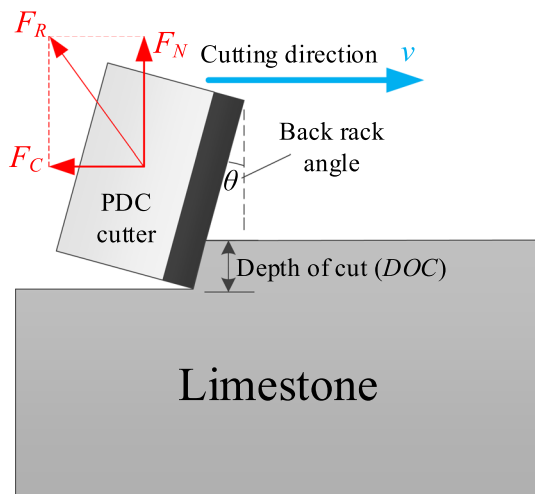 F_R
F_N
Cutting direction
v
Back rack
angle
F_C
θ
PDC
cutter
Depth of cut (DOC)
Limestone